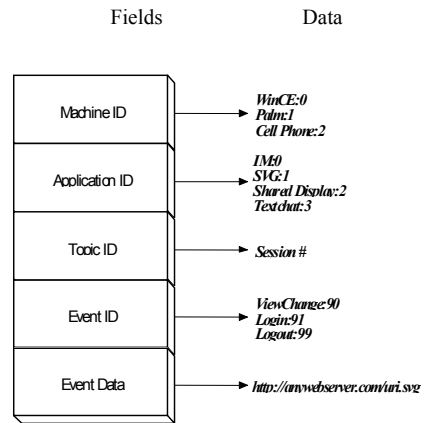 Fields Data
Machine ID
WinCE:0
Palm:1
Cell Phone:2
Application ID
IM:0
SVG:1
Shared Display:2
Textchat:3
Topic ID
Session #
Event ID
ViewChange:90
Login:91
Logout:99
Event Data
http://anywebserver.com/uri.svg